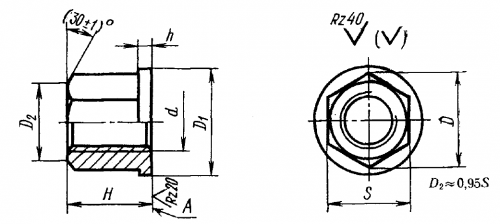 (30±1)°
h
Rz40
(√)
D₂
d
D₁
D
H
Rz20
A
S
D₂≈0,95S